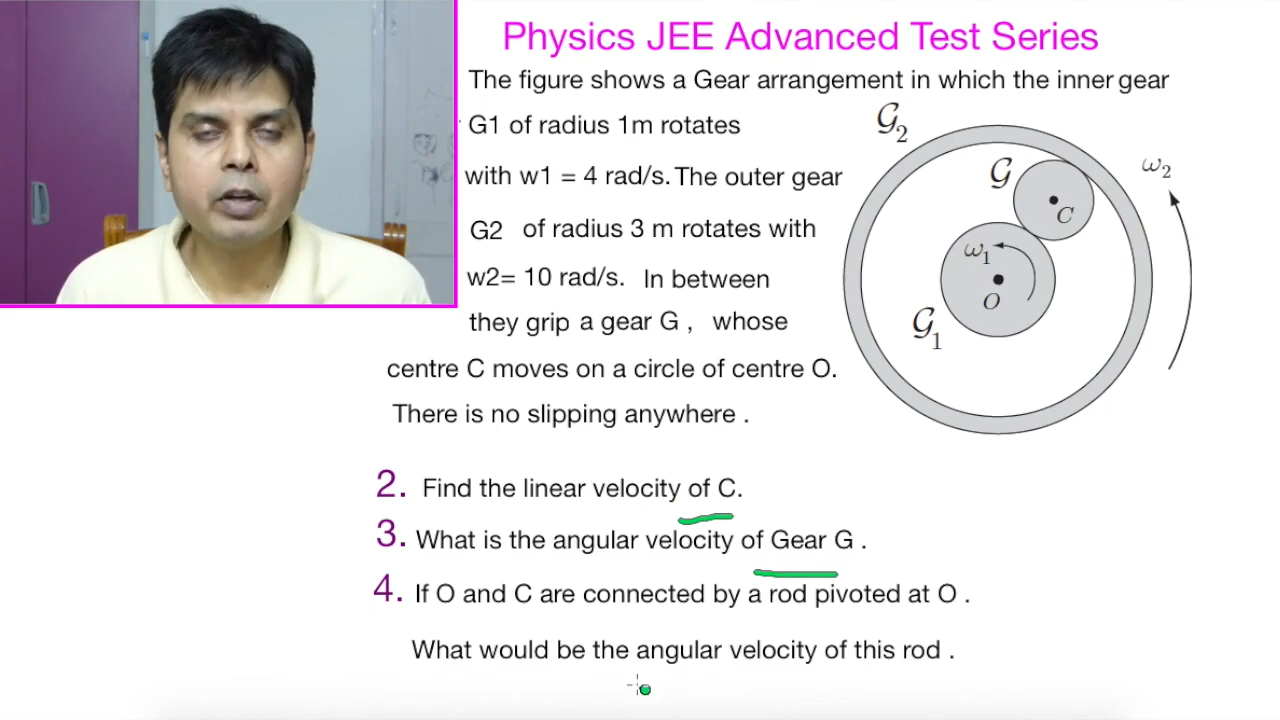 Physics JEE Advanced Test Series
The figure shows a Gear arrangement in which the inner gear
G1 of radius 1m rotates
with w1 = 4 rad/s. The outer gear
G2 of radius 3 m rotates with
w2= 10 rad/s. In between
they grip a gear G , whose
centre C moves on a circle of centre O.
There is no slipping anywhere .
𝒢₂
𝒢
ω₂
C
ω₁
O
𝒢₁
2. Find the linear velocity of C.
3. What is the angular velocity of Gear G .
4. If O and C are connected by a rod pivoted at O .
What would be the angular velocity of this rod .